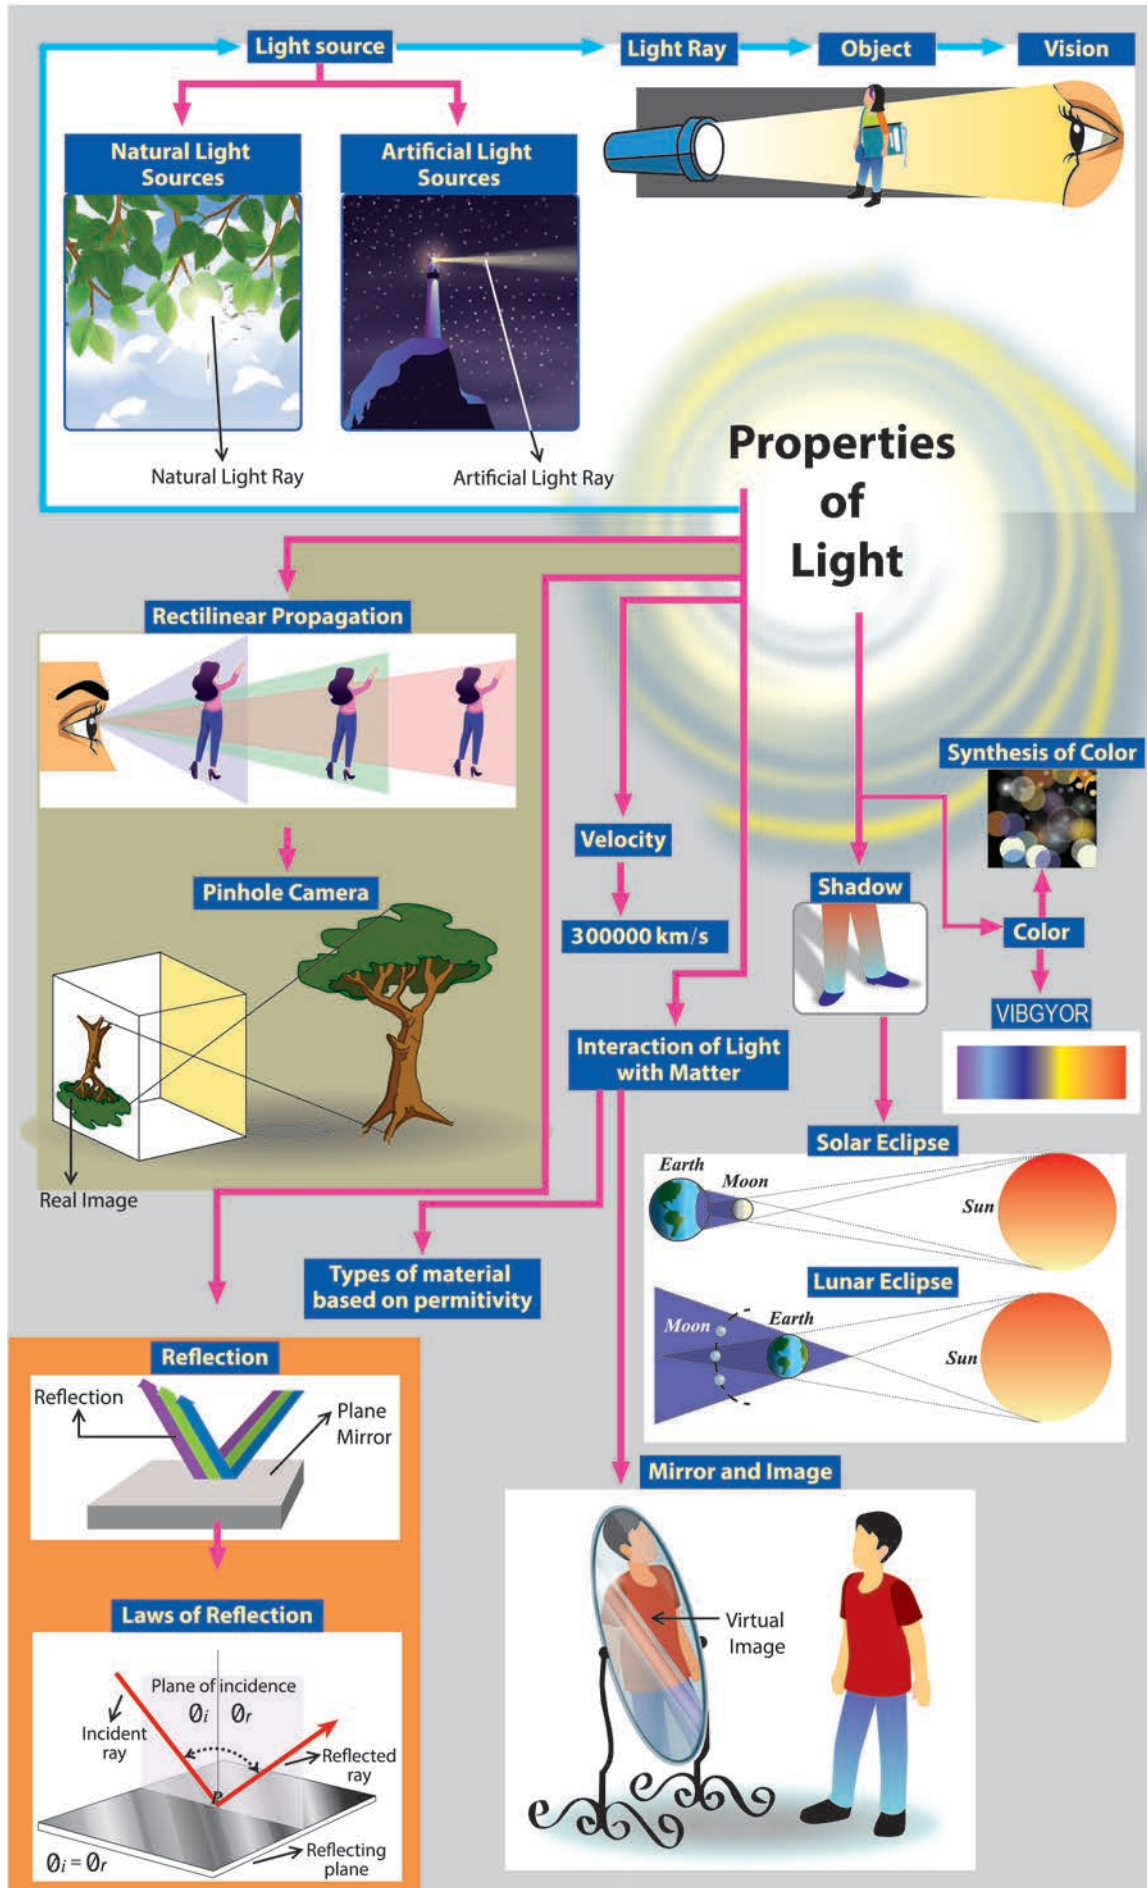 Light source
Light Ray
Object
Vision
Natural Light
Sources
Artificial Light
Sources
Natural Light Ray
Artificial Light Ray
Properties
of
Light
Rectilinear Propagation
Pinhole Camera
Real Image
Velocity
300000 km/s
Synthesis of Color
Shadow
Color
VIBGYOR
Interaction of Light
with Matter
Types of material
based on permitivity
Solar Eclipse
Earth
Moon
Sun
Lunar Eclipse
Moon
Earth
Sun
Reflection
Reflection
Plane
Mirror
Laws of Reflection
Plane of incidence
Øi Ør
Incident
ray
Reflected
ray
P
Øi = Ør
Reflecting
plane
Mirror and Image
Virtual
Image